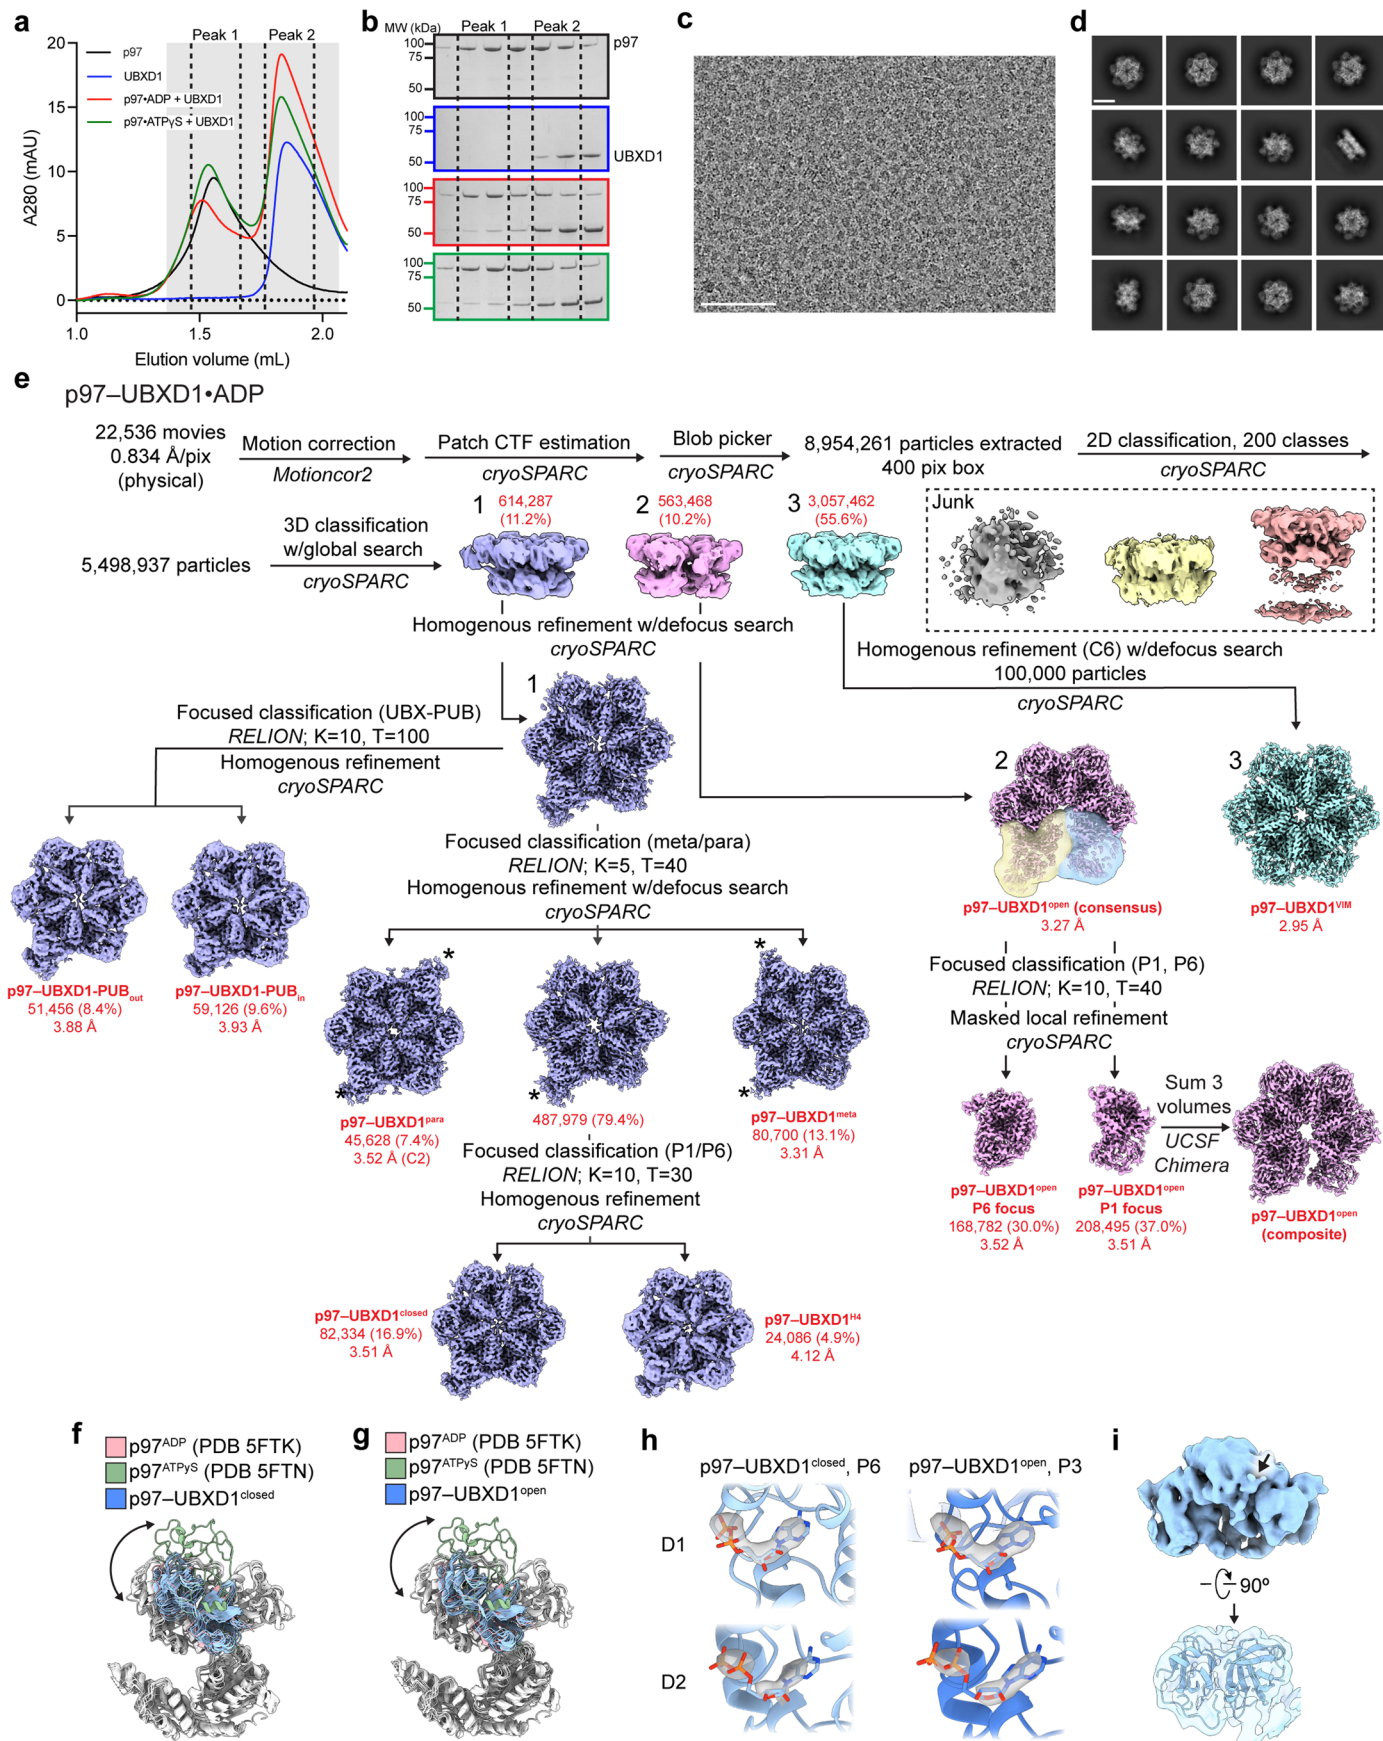 a
20
15
10
5
0
A280 (mAU)
1.0
1.5
2.0
Elution volume (mL)
Peak 1
Peak 2
p97
UBXD1
p97•ADP + UBXD1
p97•ATPγS + UBXD1
b
MW (kDa)
Peak 1
Peak 2
100
75
50
p97
100
75
50
UBXD1
100
75
50
100
75
50
c
d
e
p97–UBXD1•ADP
22,536 movies
0.834 Å/pix
(physical)
Motion correction
Motioncor2
Patch CTF estimation
cryoSPARC
Blob picker
cryoSPARC
8,954,261 particles extracted
400 pix box
2D classification, 200 classes
cryoSPARC
5,498,937 particles
3D classification
w/global search
cryoSPARC
1
614,287
(11.2%)
2
563,468
(10.2%)
3
3,057,462
(55.6%)
Junk
Homogenous refinement w/defocus search
cryoSPARC
Homogenous refinement (C6) w/defocus search
100,000 particles
cryoSPARC
1
Focused classification (UBX-PUB)
RELION; K=10, T=100
Homogenous refinement
cryoSPARC
p97–UBXD1-PUBout
51,456 (8.4%)
3.88 Å
p97–UBXD1-PUBin
59,126 (9.6%)
3.93 Å
Focused classification (meta/para)
RELION; K=5, T=40
Homogenous refinement w/defocus search
cryoSPARC
*
*
p97–UBXD1para
45,628 (7.4%)
3.52 Å (C2)
*
487,979 (79.4%)
*
*
p97–UBXD1meta
80,700 (13.1%)
3.31 Å
Focused classification (P1/P6)
RELION; K=10, T=30
Homogenous refinement
cryoSPARC
p97–UBXD1closed
82,334 (16.9%)
3.51 Å
p97–UBXD1H4
24,086 (4.9%)
4.12 Å
2
p97–UBXD1open (consensus)
3.27 Å
3
p97–UBXD1VIM
2.95 Å
Focused classification (P1, P6)
RELION; K=10, T=40
Masked local refinement
cryoSPARC
p97–UBXD1open
P6 focus
168,782 (30.0%)
3.52 Å
p97–UBXD1open
P1 focus
208,495 (37.0%)
3.51 Å
Sum 3
volumes
UCSF
Chimera
p97–UBXD1open
(composite)
f
p97ADP (PDB 5FTK)
p97ATPγS (PDB 5FTN)
p97–UBXD1closed
g
p97ADP (PDB 5FTK)
p97ATPγS (PDB 5FTN)
p97–UBXD1open
h
p97–UBXD1closed, P6
p97–UBXD1open, P3
D1
D2
i
90º